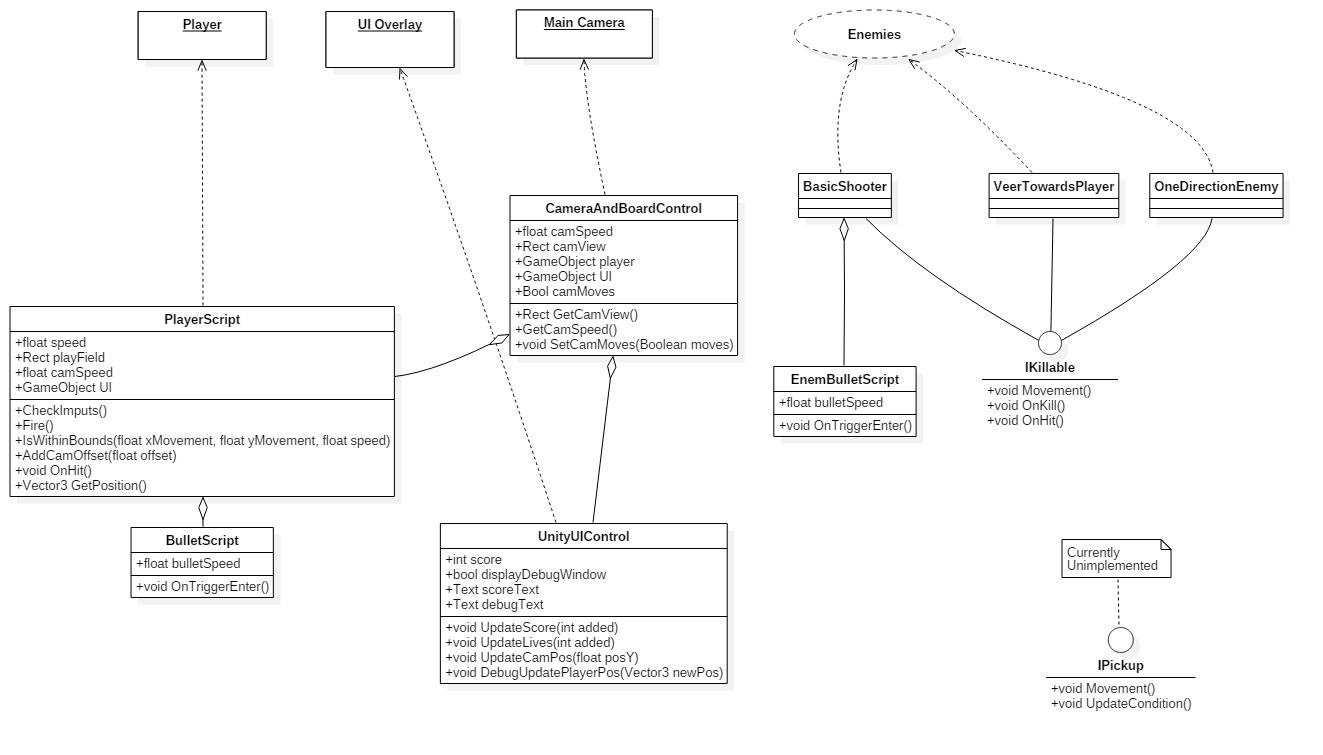 Player
UI Overlay
Main Camera
Enemies
BasicShooter
VeerTowardsPlayer
OneDirectionEnemy
CameraAndBoardControl
+float camSpeed
+Rect camView
+GameObject player
+GameObject UI
+Bool camMoves
+Rect GetCamView()
+GetCamSpeed()
+void SetCamMoves(Boolean moves)
PlayerScript
+float speed
+Rect playField
+float camSpeed
+GameObject UI
+CheckImputs()
+Fire()
+IsWithinBounds(float xMovement, float yMovement, float speed)
+AddCamOffset(float offset)
+void OnHit()
+Vector3 GetPosition()
EnemBulletScript
+float bulletSpeed
+void OnTriggerEnter()
IKillable
+void Movement()
+void OnKill()
+void OnHit()
BulletScript
+float bulletSpeed
+void OnTriggerEnter()
UnityUIControl
+int score
+bool displayDebugWindow
+Text scoreText
+Text debugText
+void UpdateScore(int added)
+void UpdateLives(int added)
+void UpdateCamPos(float posY)
+void DebugUpdatePlayerPos(Vector3 newPos)
Currently
Unimplemented
IPickup
+void Movement()
+void UpdateCondition()